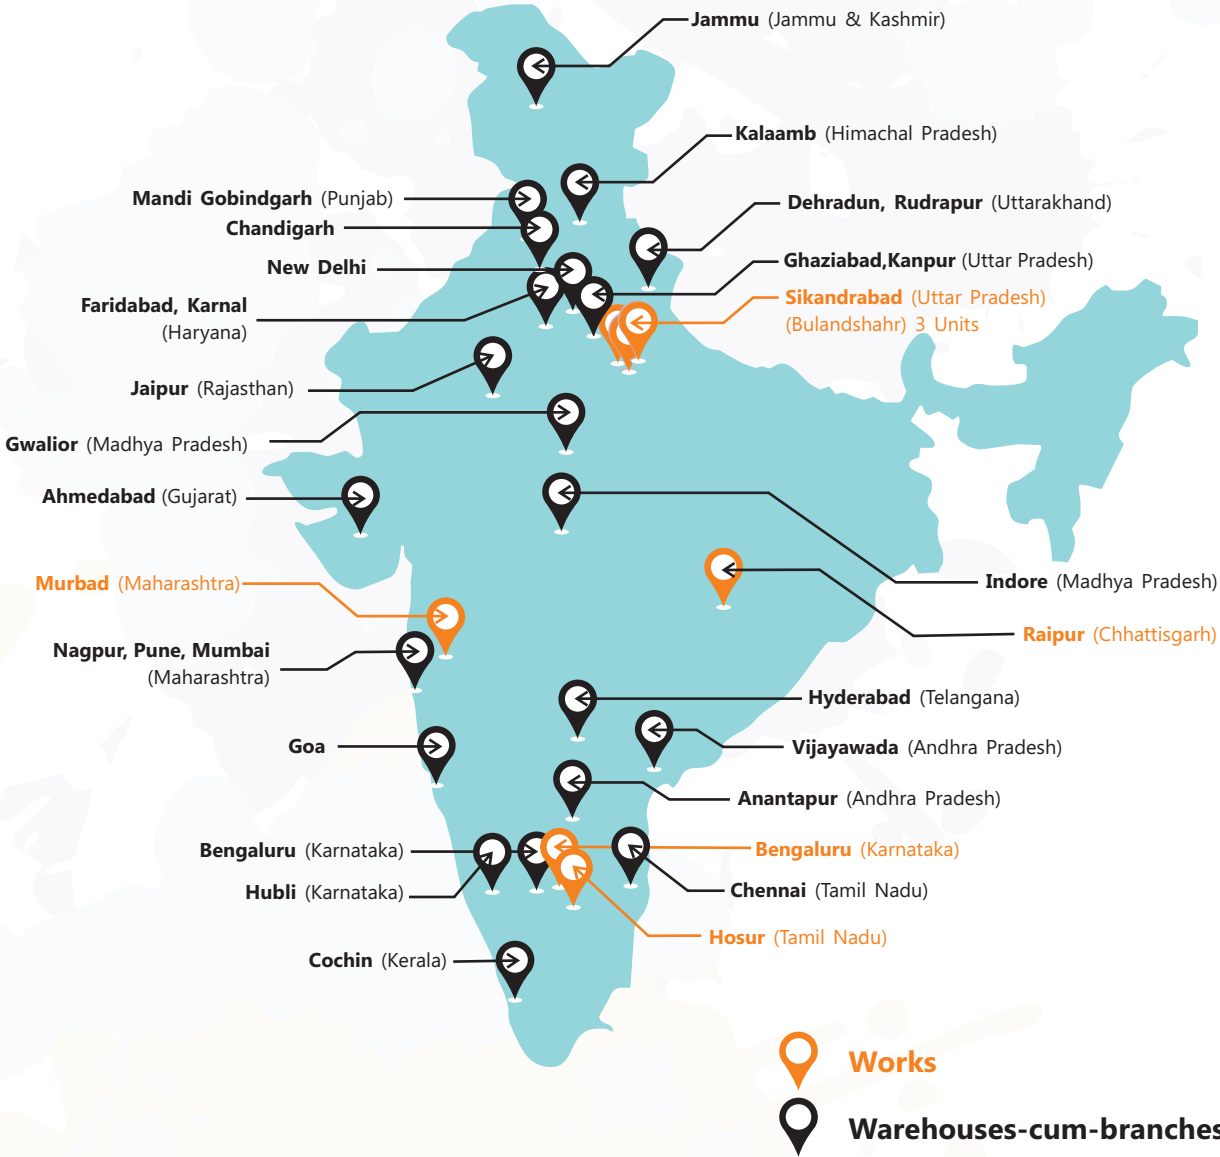 Jammu (Jammu & Kashmir)
Kalaamb (Himachal Pradesh)
Mandi Gobindgarh (Punjab)
Dehradun, Rudrapur (Uttarakhand)
Chandigarh
Ghaziabad,Kanpur (Uttar Pradesh)
New Delhi
Sikandrabad (Uttar Pradesh)
(Bulandshahr) 3 Units
Faridabad, Karnal
(Haryana)
Jaipur (Rajasthan)
Gwalior (Madhya Pradesh)
Ahmedabad (Gujarat)
Indore (Madhya Pradesh)
Murbad (Maharashtra)
Raipur (Chhattisgarh)
Nagpur, Pune, Mumbai
(Maharashtra)
Hyderabad (Telangana)
Goa
Vijayawada (Andhra Pradesh)
Anantapur (Andhra Pradesh)
Bengaluru (Karnataka)
Bengaluru (Karnataka)
Hubli (Karnataka)
Chennai (Tamil Nadu)
Hosur (Tamil Nadu)
Cochin (Kerala)
Works
Warehouses-cum-branches